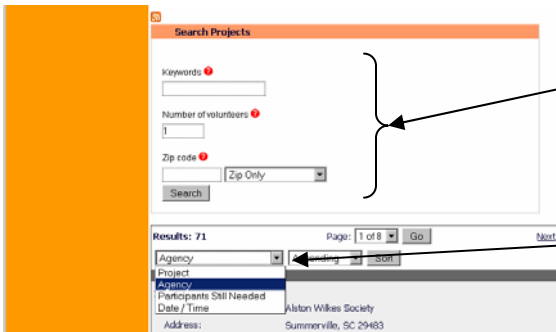 Search Projects
Keywords ?
Number of volunteers ?
1
Zip code ?
Zip Only
Search
Results: 71 Page: 1 of 8 Go Next
Agency Ascending Sort
Project
Agency
Participants Still Needed
Date / Time
Alston Wilkes Society
Address: Summerville, SC 29483